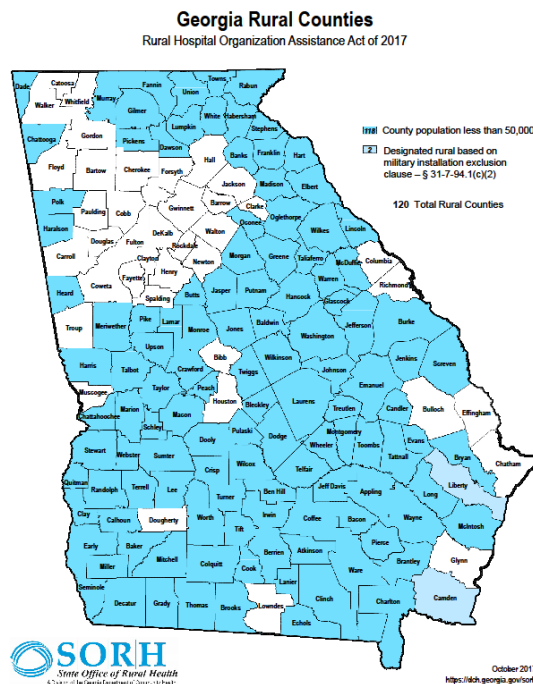 Georgia Rural Counties
Rural Hospital Organization Assistance Act of 2017
118 County population less than 50,000
2 Designated rural based on
military installation exclusion
clause – § 31-7-94.1(c)(2)
120 Total Rural Counties
Dade
Catoosa
Walker
Whitfield
Murray
Fannin
Gilmer
Union
Towns
Rabun
White
Habersham
Lumpkin
Stephens
Chattooga
Gordon
Pickens
Dawson
Hall
Banks
Franklin
Hart
Floyd
Bartow
Cherokee
Forsyth
Jackson
Madison
Elbert
Polk
Paulding
Cobb
Gwinnett
Barrow
Clarke
Oconee
Oglethorpe
Wilkes
Lincoln
Haralson
Douglas
Fulton
DeKalb
Rockdale
Walton
Morgan
Greene
Taliaferro
McDuffie
Columbia
Carroll
Clayton
Henry
Newton
Fayette
Coweta
Spalding
Butts
Jasper
Putnam
Hancock
Warren
Glascock
Richmond
Heard
Troup
Meriwether
Pike
Lamar
Monroe
Jones
Baldwin
Washington
Jefferson
Burke
Upson
Bibb
Wilkinson
Johnson
Jenkins
Screven
Harris
Talbot
Crawford
Twiggs
Emanuel
Taylor
Peach
Houston
Bleckley
Laurens
Treutlen
Candler
Bulloch
Effingham
Muscogee
Chattahoochee
Marion
Schley
Macon
Pulaski
Dodge
Montgomery
Wheeler
Toombs
Tattnall
Evans
Bryan
Chatham
Stewart
Webster
Sumter
Dooly
Wilcox
Telfair
Liberty
Crisp
Quitman
Randolph
Terrell
Lee
Turner
Ben Hill
Jeff Davis
Appling
Long
Clay
Calhoun
Dougherty
Worth
Tift
Irwin
Coffee
Bacon
Wayne
McIntosh
Early
Baker
Mitchell
Colquitt
Berrien
Atkinson
Pierce
Miller
Cook
Ware
Brantley
Glynn
Lanier
Seminole
Decatur
Grady
Thomas
Brooks
Lowndes
Clinch
Charlton
Camden
Echols
SORH
State Office of Rural Health
October 2017